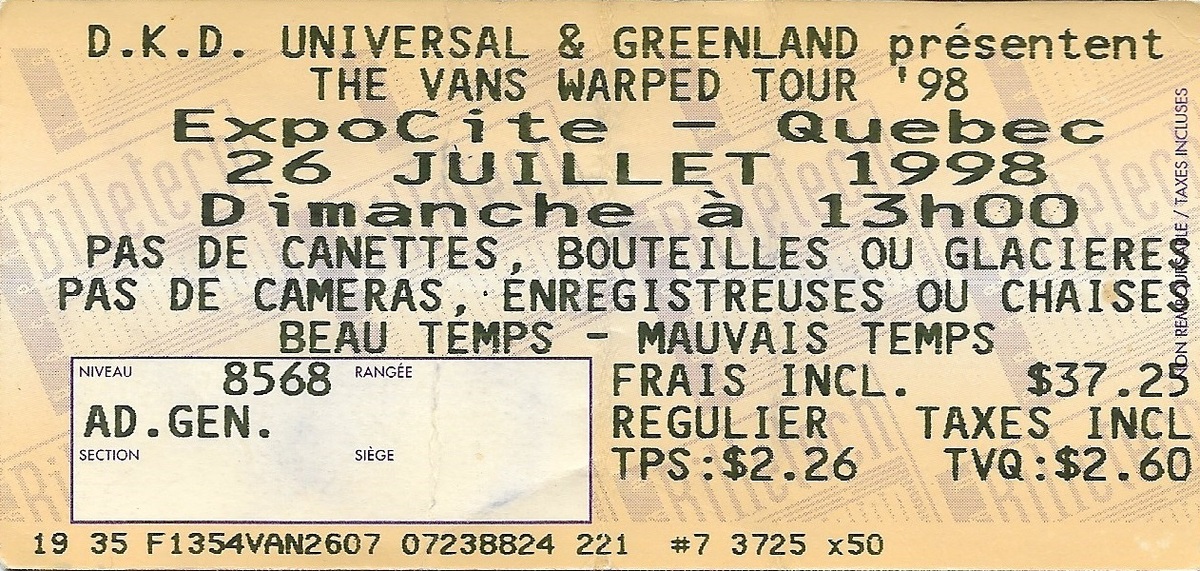 D.K.D. UNIVERSAL & GREENLAND présentent
THE VANS WARPED TOUR '98
ExpoCite - Quebec
26 JUILLET 1998
Dimanche à 13h00
PAS DE CANETTES, BOUTEILLES OU GLACIERES
PAS DE CAMERAS, ENREGISTREUSES OU CHAISES
BEAU TEMPS - MAUVAIS TEMPS
NIVEAU 8568 RANGÉE
AD.GEN.
SECTION SIÈGE
FRAIS INCL. $37.25
REGULIER TAXES INCL
TPS:$2.26 TVQ:$2.60
19 35 F1354VAN2607 07238824 221 #7 3725 x50
NON REMBOURSABLE / TAXES INCLUSES
Billetech